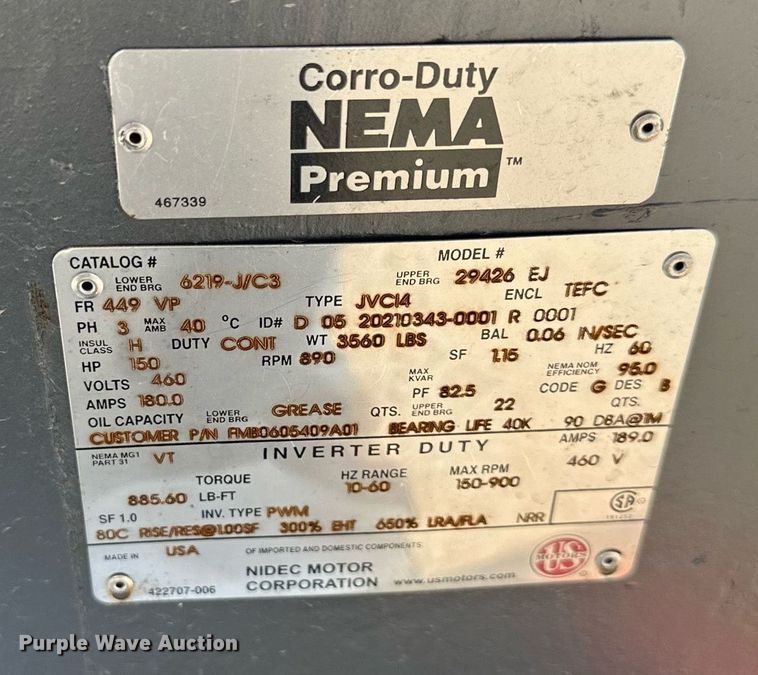 Corro-Duty
NEMA
Premium™
467339
CATALOG # MODEL #
LOWER END BRG 6219-J/C3 UPPER END BRG 29426 EJ
FR 449 VP TYPE JVCI4 ENCL TEFC
PH 3 MAX AMB 40 °C ID# D 05 20210343-0001 R 0001
INSUL CLASS H DUTY CONT WT 3560 LBS BAL 0.06 IN/SEC
HP 150 RPM 890 SF 1.15 HZ 60
VOLTS 460 MAX KVAR NEMA NOM EFFICIENCY 95.0
AMPS 180.0 PF 82.5 CODE G DES B
OIL CAPACITY LOWER END BRG GREASE QTS. UPPER END BRG 22 QTS.
CUSTOMER P/N FMB0605409A01 BEARING LIFE 40K 90 DBA@1M
INVERTER DUTY
NEMA MG1 PART 31 VT AMPS 189.0
TORQUE HZ RANGE MAX RPM 460 V
885.60 LB-FT 10-60 150-900
SF 1.0 INV. TYPE PWM
80C RISE/RES@1.00SF 300% EHT 650% LRA/FLA NRR
SA
MADE IN USA OF IMPORTED AND DOMESTIC COMPONENTS
NIDEC MOTOR
CORPORATION www.usmotors.com
US
MOTORS
422707-006
Purple Wave Auction